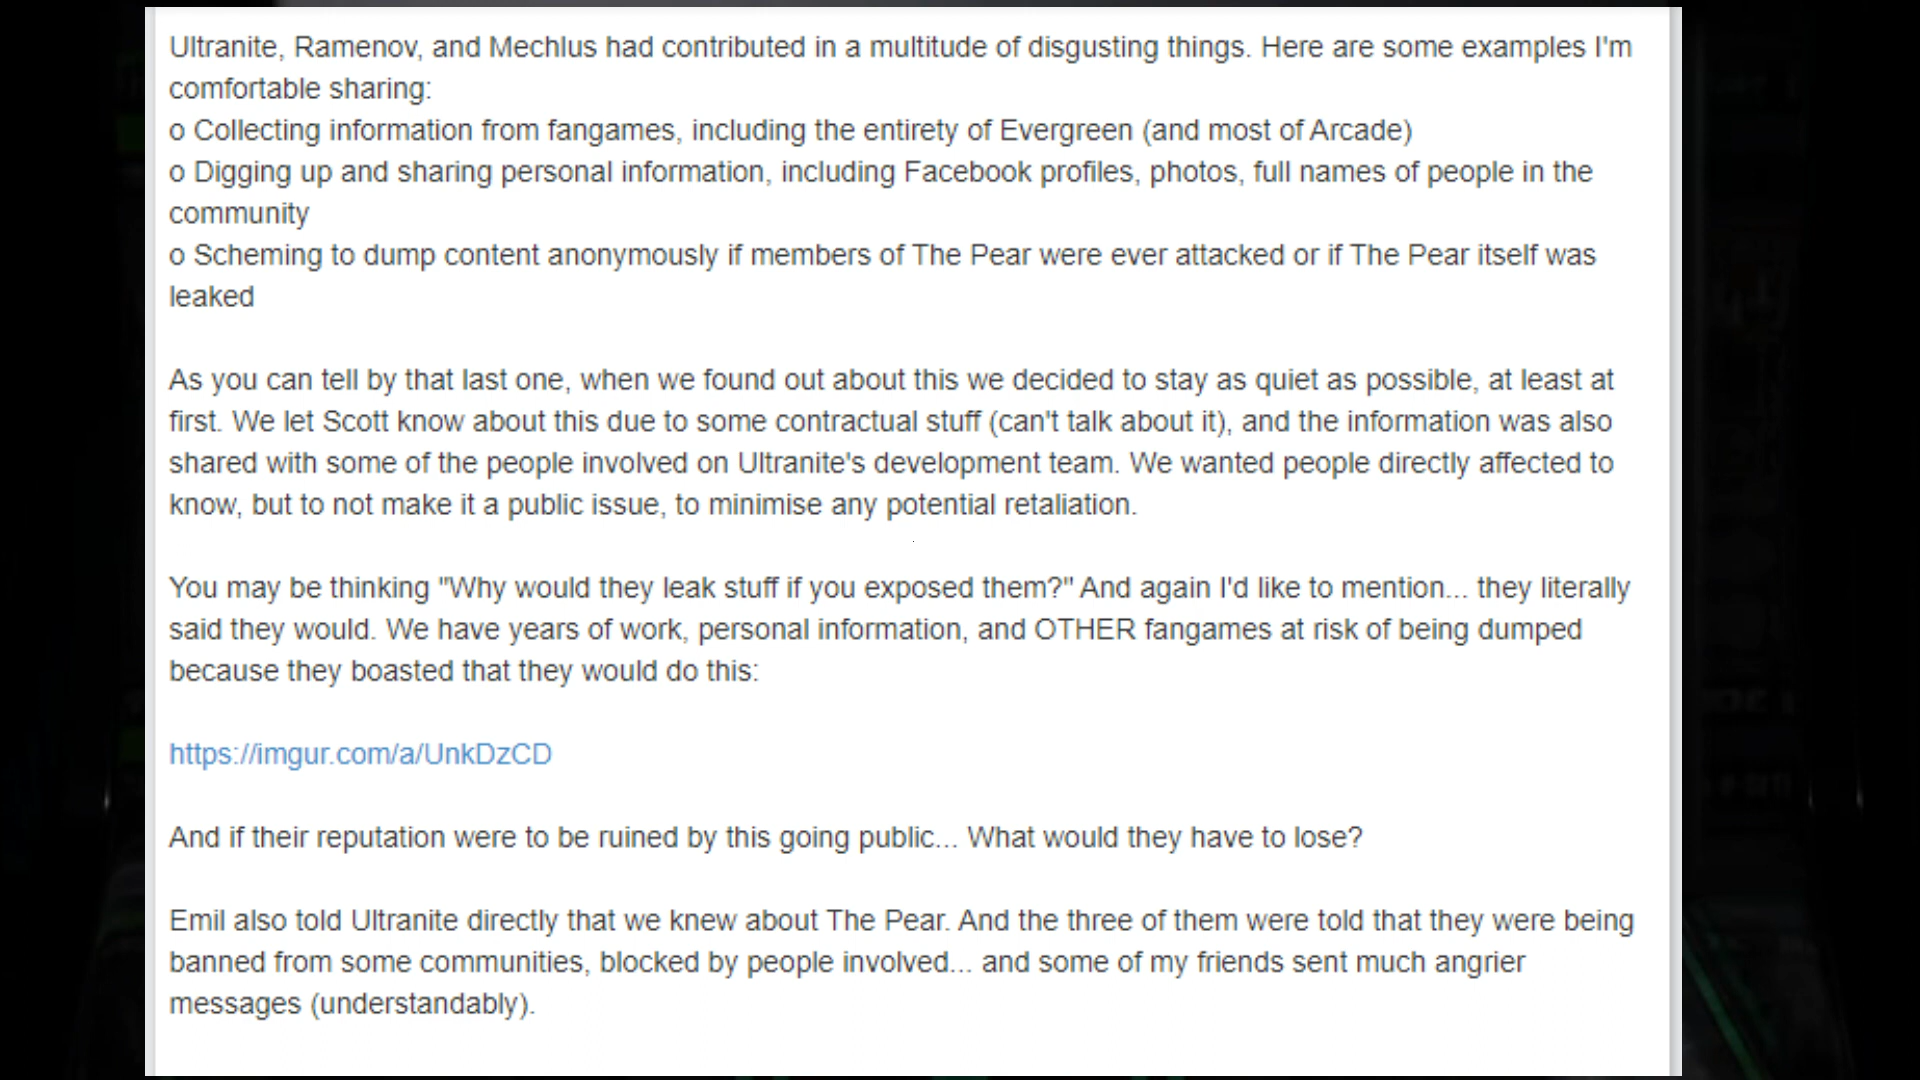 Ultranite, Ramenov, and Mechlus had contributed in a multitude of disgusting things. Here are some examples I'm
comfortable sharing:
o Collecting information from fangames, including the entirety of Evergreen (and most of Arcade)
o Digging up and sharing personal information, including Facebook profiles, photos, full names of people in the
community
o Scheming to dump content anonymously if members of The Pear were ever attacked or if The Pear itself was
leaked
As you can tell by that last one, when we found out about this we decided to stay as quiet as possible, at least at
first. We let Scott know about this due to some contractual stuff (can't talk about it), and the information was also
shared with some of the people involved on Ultranite's development team. We wanted people directly affected to
know, but to not make it a public issue, to minimise any potential retaliation.
You may be thinking "Why would they leak stuff if you exposed them?" And again I'd like to mention... they literally
said they would. We have years of work, personal information, and OTHER fangames at risk of being dumped
because they boasted that they would do this:
https://imgur.com/a/UnkDzCD
And if their reputation were to be ruined by this going public... What would they have to lose?
Emil also told Ultranite directly that we knew about The Pear. And the three of them were told that they were being
banned from some communities, blocked by people involved... and some of my friends sent much angrier
messages (understandably).